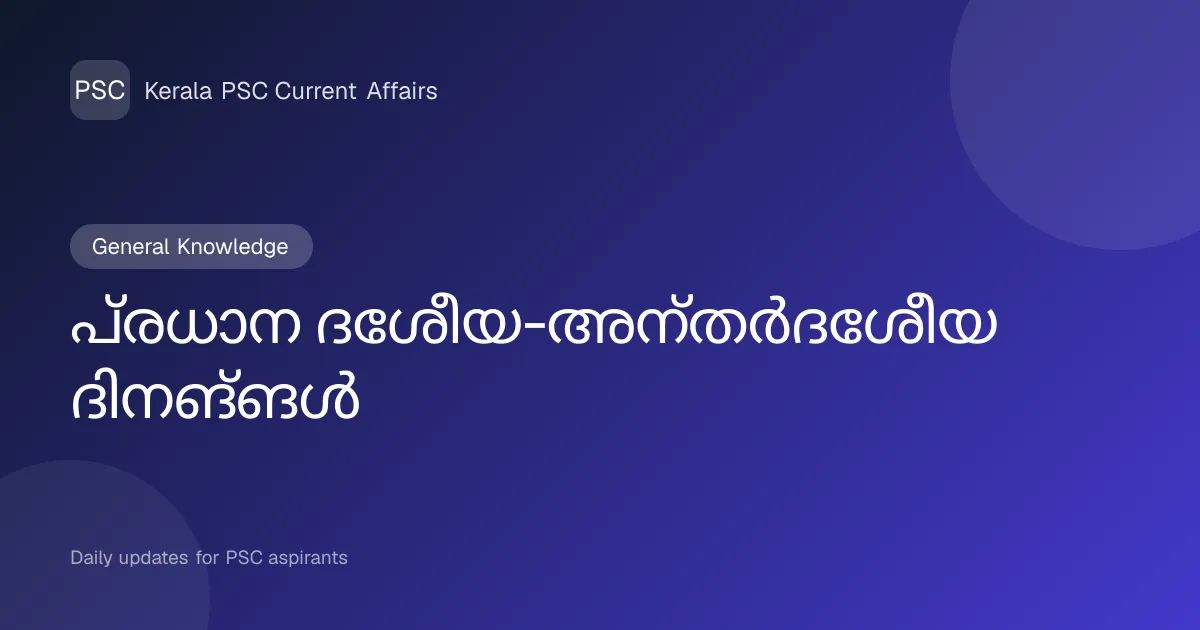 PSC Kerala PSC Current Affairs
General Knowledge
പ്രധാന ദേശീയ-അന്തർദേശീയ
ദിനങ്ങൾ
Daily updates for PSC aspirants